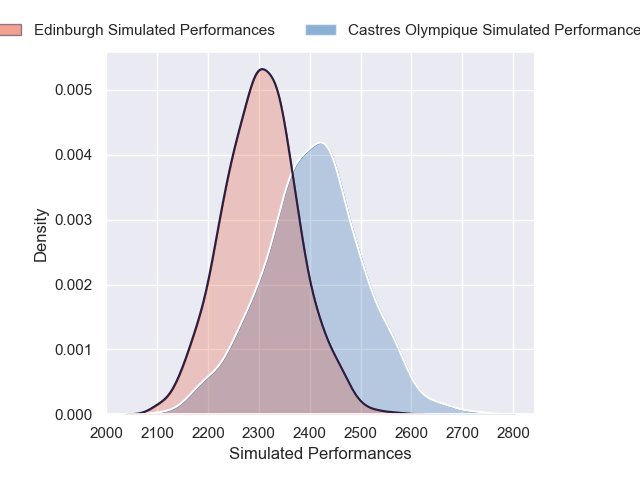 Edinburgh Simulated Performances Castres Olympique Simulated Performance
0.005
0.004
0.003
0.002
0.001
0.000
Density
2000 2100 2200 2300 2400 2500 2600 2700 2800
Simulated Performances